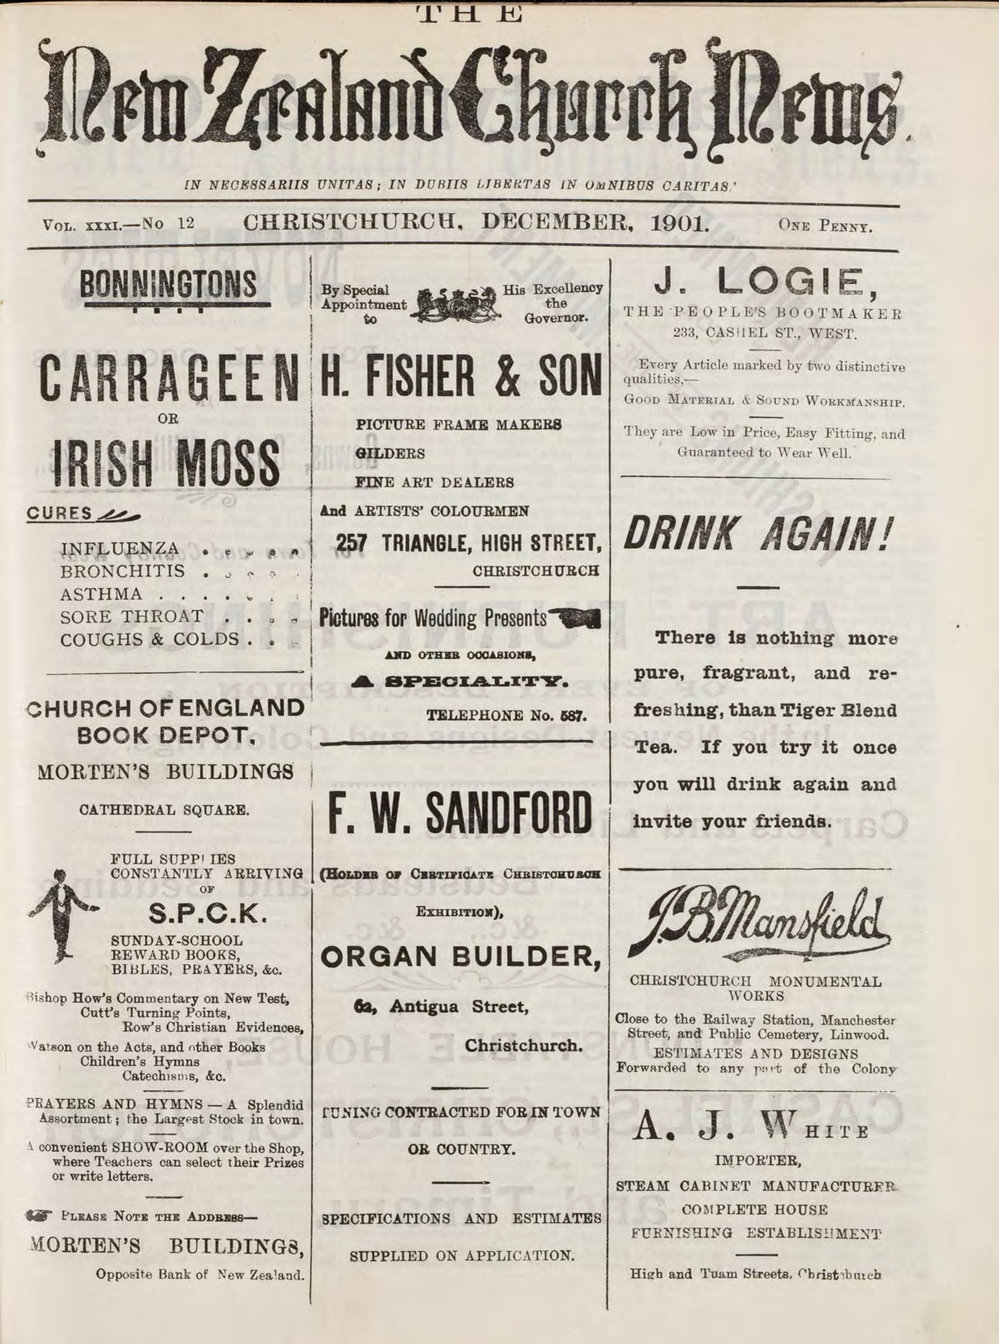 THE
New Zealand Church News.
IN NECESSARIIS UNITAS; IN DUBIIS LIBERTAS IN OMNIBUS CARITAS.'
VOL. XXXI.—No 12 CHRISTCHURCH, DECEMBER, 1901. ONE PENNY.
BONNINGTONS
CARRAGEEN
OR
IRISH MOSS
CURES
INFLUENZA . . . . .
BRONCHITIS . . . . .
ASTHMA . . . . . . .
SORE THROAT . . . .
COUGHS & COLDS . . .
CHURCH OF ENGLAND
BOOK DEPOT,
MORTEN'S BUILDINGS
CATHEDRAL SQUARE.
FULL SUPPLIES
CONSTANTLY ARRIVING
OF
S.P.C.K.
SUNDAY-SCHOOL
REWARD BOOKS,
BIBLES, PRAYERS, &c.
Bishop How's Commentary on New Test,
Cutt's Turning Points,
Row's Christian Evidences,
Watson on the Acts, and other Books
Children's Hymns
Catechisms, &c.
PRAYERS AND HYMNS — A Splendid
Assortment; the Largest Stock in town.
A convenient SHOW-ROOM over the Shop,
where Teachers can select their Prizes
or write letters.
PLEASE NOTE THE ADDRESS—
MORTEN'S BUILDINGS,
Opposite Bank of New Zealand.
By Special Appointment to
His Excellency the Governor.
H. FISHER & SON
PICTURE FRAME MAKERS
GILDERS
FINE ART DEALERS
And ARTISTS' COLOURMEN
257 TRIANGLE, HIGH STREET,
CHRISTCHURCH
Pictures for Wedding Presents
AND OTHER OCCASIONS,
A SPECIALITY.
TELEPHONE No. 587.
F. W. SANDFORD
(HOLDER OF CERTIFICATE CHRISTCHURCH
EXHIBITION),
ORGAN BUILDER,
6a, Antigua Street,
Christchurch.
TUNING CONTRACTED FOR IN TOWN
OR COUNTRY.
SPECIFICATIONS AND ESTIMATES
SUPPLIED ON APPLICATION.
J. LOGIE,
THE PEOPLE'S BOOTMAKER
233, CASHEL ST., WEST.
Every Article marked by two distinctive
qualities,—
GOOD MATERIAL & SOUND WORKMANSHIP.
They are Low in Price, Easy Fitting, and
Guaranteed to Wear Well.
DRINK AGAIN!
There is nothing more
pure, fragrant, and re-
freshing, than Tiger Blend
Tea. If you try it once
you will drink again and
invite your friends.
J.B. Mansfield
CHRISTCHURCH MONUMENTAL
WORKS
Close to the Railway Station, Manchester
Street, and Public Cemetery, Linwood.
ESTIMATES AND DESIGNS
Forwarded to any part of the Colony
A. J. WHITE
IMPORTER,
STEAM CABINET MANUFACTURER
COMPLETE HOUSE
FURNISHING ESTABLISHMENT
High and Tuam Streets, Christchurch